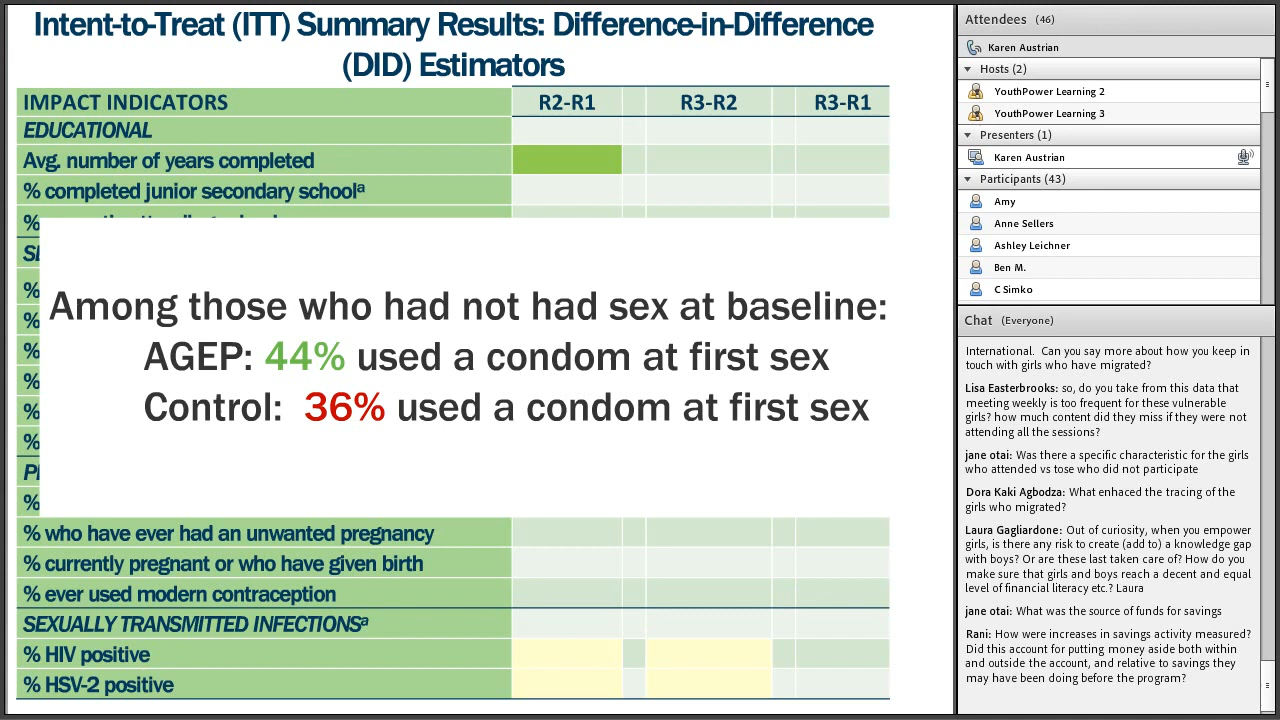 Intent-to-Treat (ITT) Summary Results: Difference-in-Difference
(DID) Estimators
IMPACT INDICATORS R2-R1 R3-R2 R3-R1
EDUCATIONAL
Avg. number of years completed
% completed junior secondary schoolª
%
%
%
%
%
%
%
%
Among those who had not had sex at baseline:
AGEP: 44% used a condom at first sex
Control: 36% used a condom at first sex
% who have ever had an unwanted pregnancy
% currently pregnant or who have given birth
% ever used modern contraception
SEXUALLY TRANSMITTED INFECTIONSª
% HIV positive
% HSV-2 positive
Attendees (46)
Karen Austrian
Hosts (2)
YouthPower Learning 2
YouthPower Learning 3
Presenters (1)
Karen Austrian
Participants (43)
Amy
Anne Sellers
Ashley Leichner
Ben M.
C Simko
Chat (Everyone)
International. Can you say more about how you keep in
touch with girls who have migrated?
Lisa Easterbrooks: so, do you take from this data that
meeting weekly is too frequent for these vulnerable
girls? how much content did they miss if they were not
attending all the sessions?
jane otai: Was there a specific characteristic for the girls
who attended vs tose who did not participate
Dora Kaki Agbodza: What enhaced the tracing of the
girls who migrated?
Laura Gagliardone: Out of curiosity, when you empower
girls, is there any risk to create (add to) a knowledge gap
with boys? Or are these last taken care of? How do you
make sure that girls and boys reach a decent and equal
level of financial literacy etc.? Laura
jane otai: What was the source of funds for savings
Rani: How were increases in savings activity measured?
Did this account for putting money aside both within
and outside the account, and relative to savings they
may have been doing before the program?